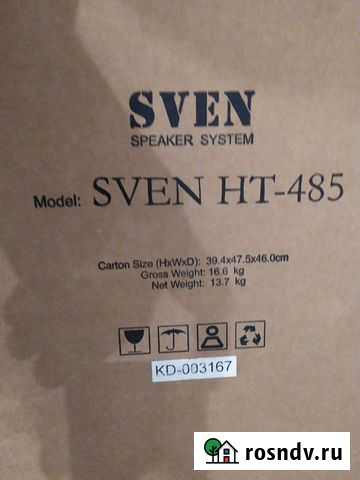 SVEN
SPEAKER SYSTEM
Model: SVEN HT-485
Carton Size (HxWxD): 39.4x47.5x46.0cm
Gross Weight: 16.6 kg
Net Weight: 13.7 kg
KD-003167
rosndv.ru